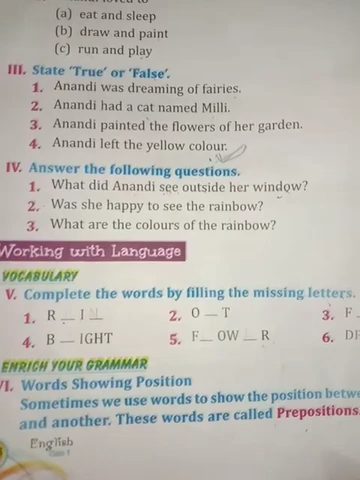 (a) eat and sleep
(b) draw and paint
(c) run and play
III. State 'True' or 'False'.
1. Anandi was dreaming of fairies.
2. Anandi had a cat named Milli.
3. Anandi painted the flowers of her garden.
4. Anandi left the yellow colour.
IV. Answer the following questions.
1. What did Anandi see outside her window?
2. Was she happy to see the rainbow?
3. What are the colours of the rainbow?
Working with Language
VOCABULARY
V. Complete the words by filling the missing letters.
1. R _ I _ 2. O _ T 3. F
4. B _ IGHT 5. F _ OW _ R 6.
ENRICH YOUR GRAMMAR
VI. Words Showing Position
Sometimes we use words to show the position
and another. These words are called Prepositions.
English